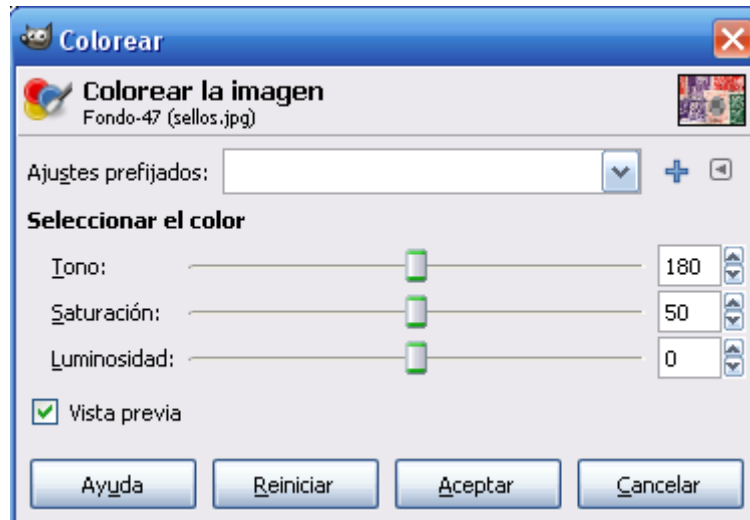 Colorear
Colorear la imagen
Fondo-47 (sellos.jpg)
Ajustes prefijados:
Seleccionar el color
Tono: 180
Saturación: 50
Luminosidad: 0
Vista previa
Ayuda Reiniciar Aceptar Cancelar